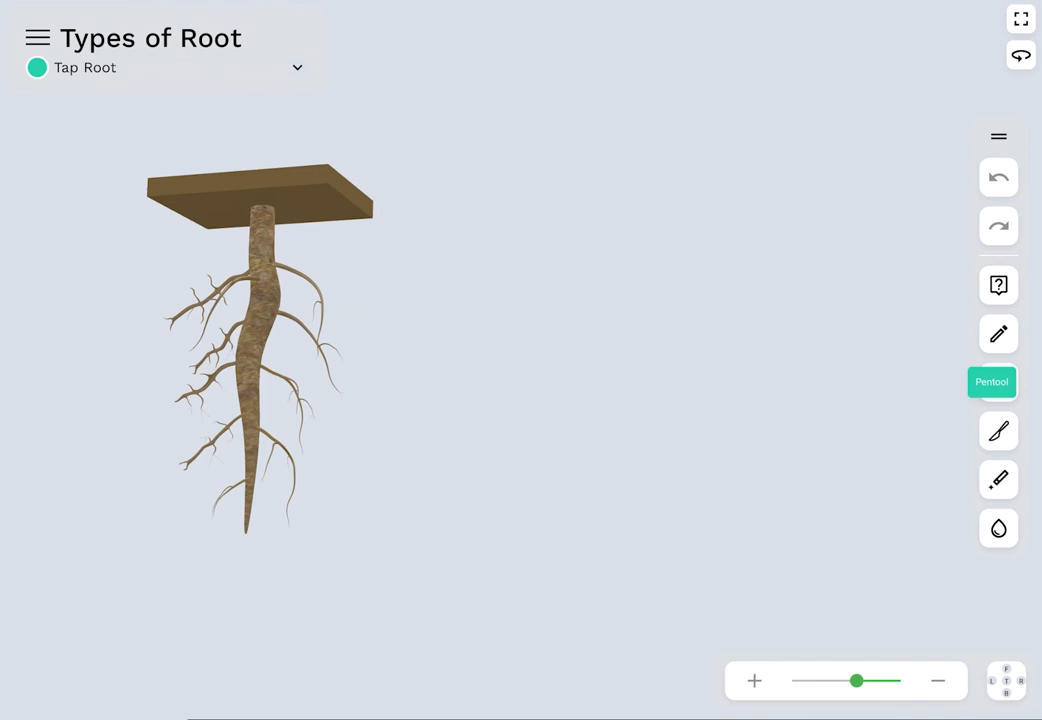 Types of Root
Tap Root
Pentool
F
L T R
B